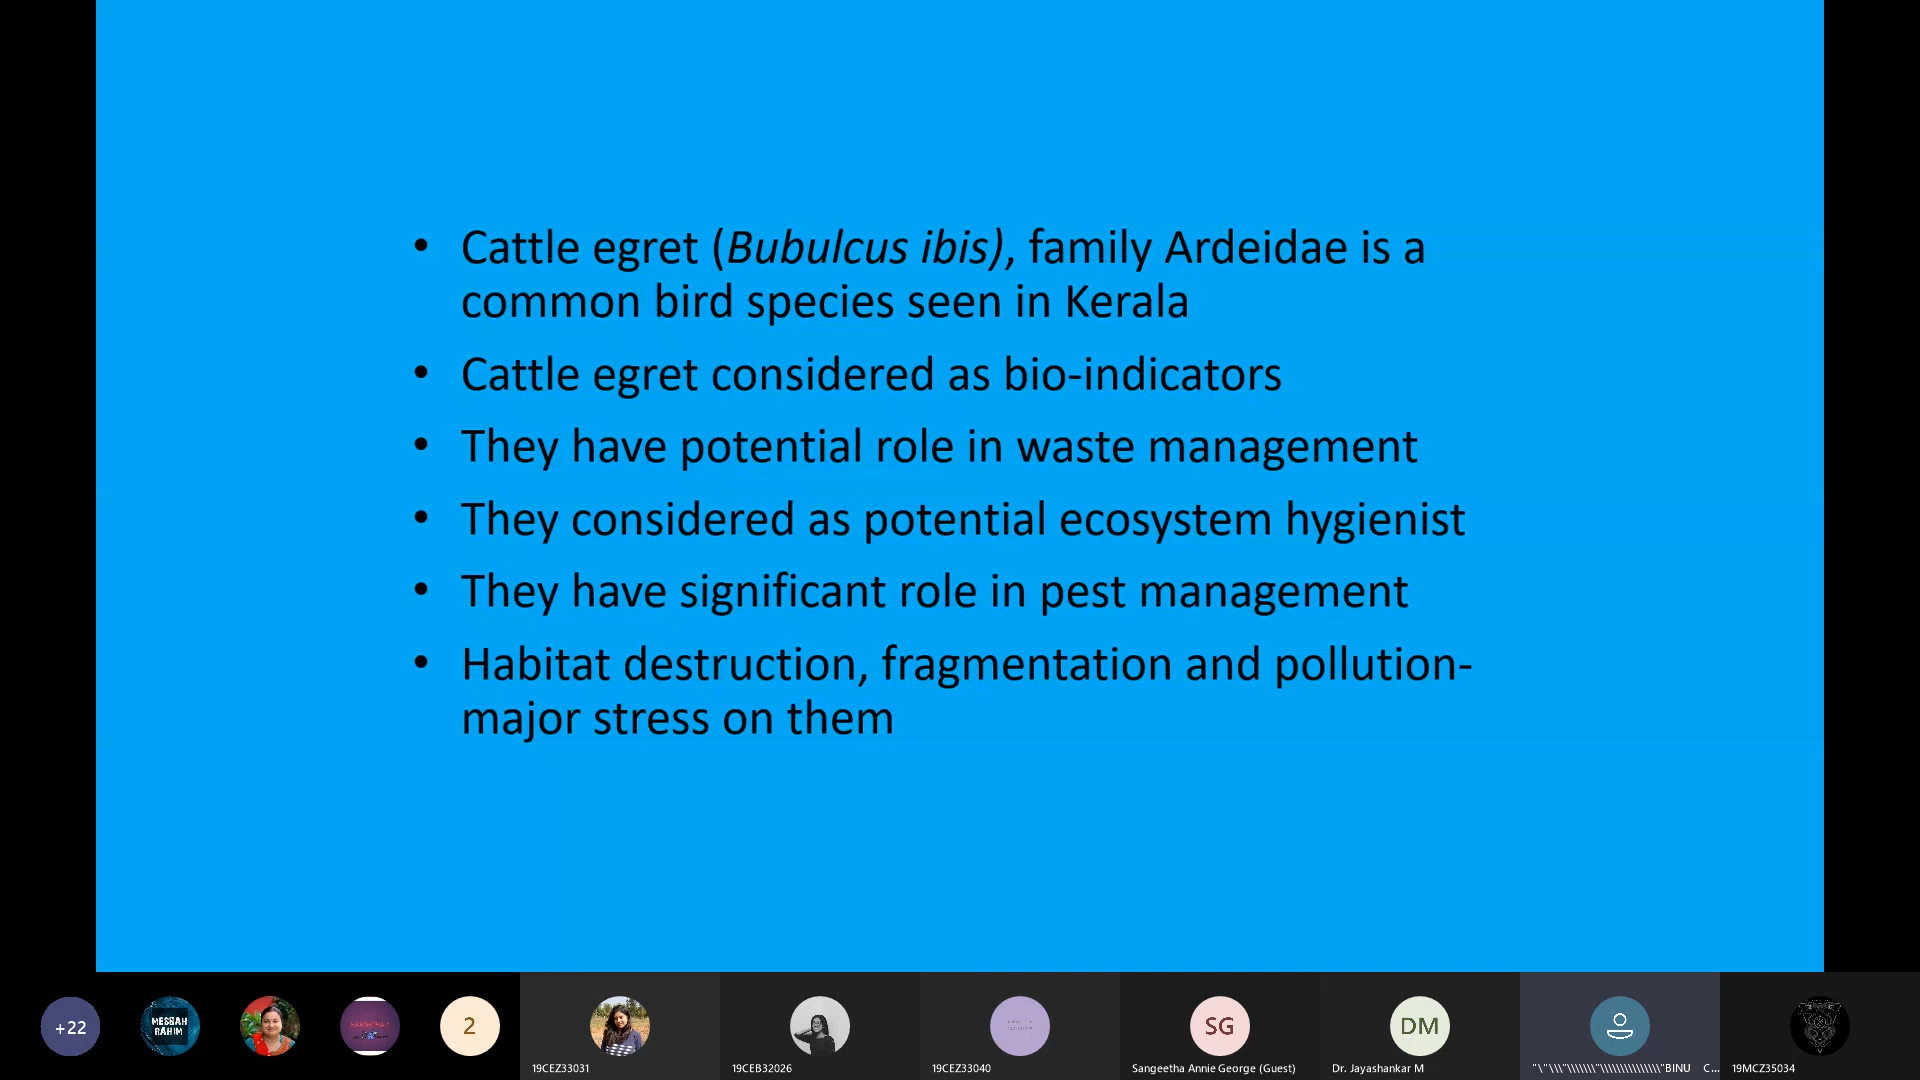 • Cattle egret (Bubulcus ibis), family Ardeidae is a
common bird species seen in Kerala
• Cattle egret considered as bio-indicators
• They have potential role in waste management
• They considered as potential ecosystem hygienist
• They have significant role in pest management
• Habitat destruction, fragmentation and pollution-
major stress on them
+22
MESBAH
RAHIM
2
SG
DM
19CEZ33031
19CEB32026
19CEZ33040
Sangeetha Annie George (Guest)
Dr. Jayashankar M
BINU C...
19MCZ35034